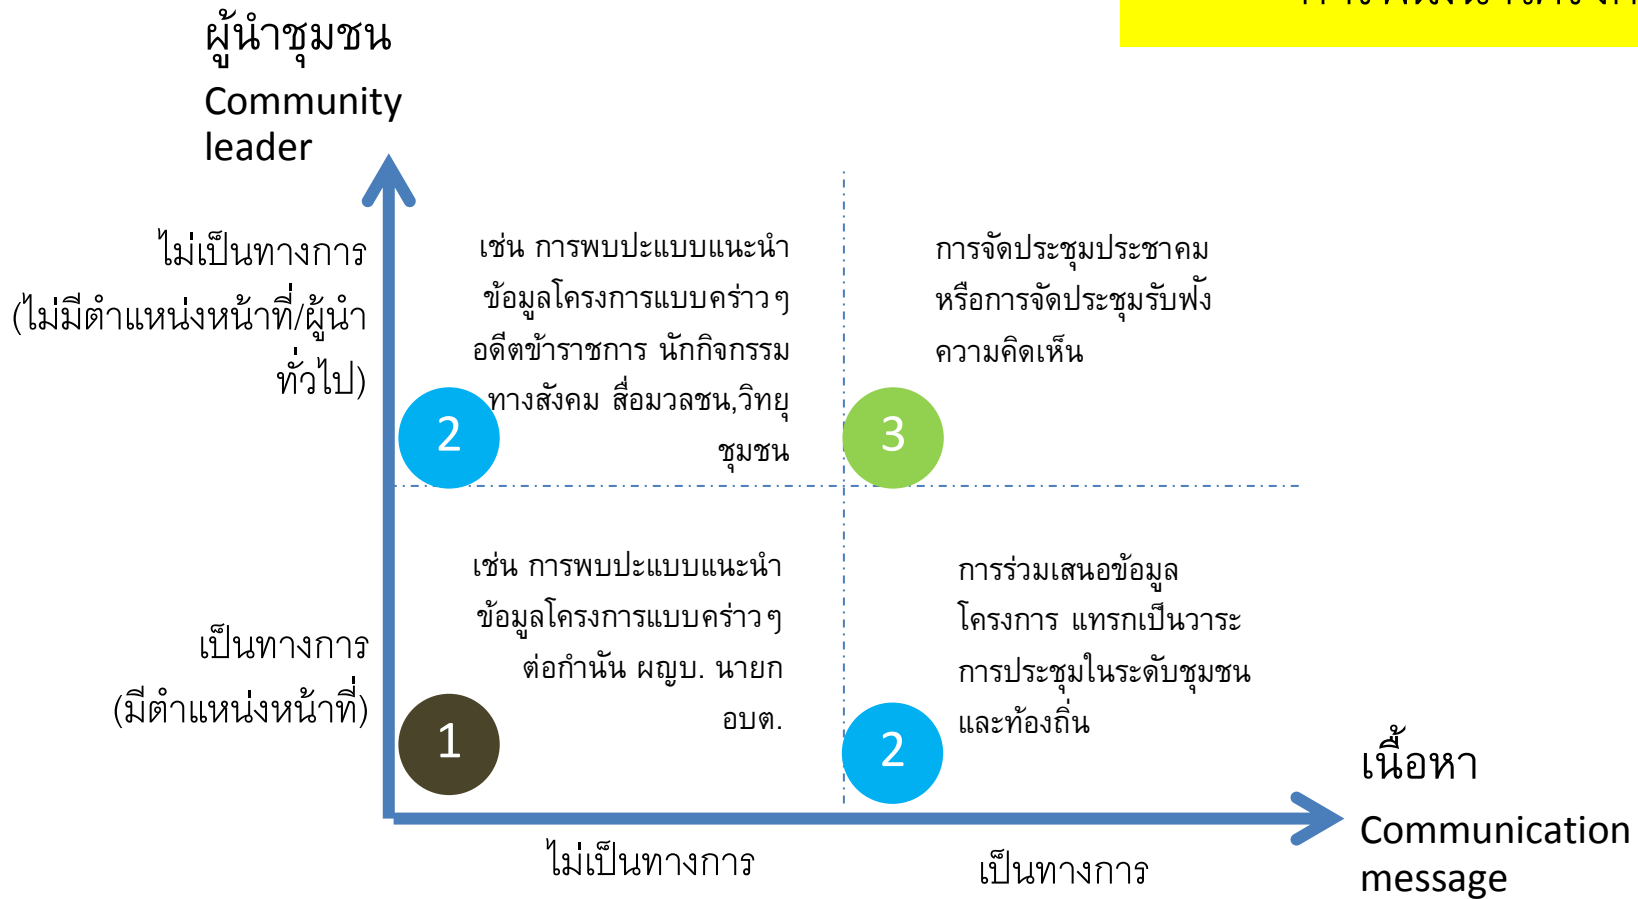 ผู้นำชุมชน
Community
leader
ไม่เป็นทางการ
(ไม่มีตำแหน่งหน้าที่/ผู้นำ
ทั่วไป)
เช่น การพบปะแบบแนะนำ
ข้อมูลโครงการแบบคร่าวๆ
อดีตข้าราชการ นักกิจกรรม
ทางสังคม สื่อมวลชน,วิทยุ
ชุมชน
2
การจัดประชุมประชาคม
หรือการจัดประชุมรับฟัง
ความคิดเห็น
3
เป็นทางการ
(มีตำแหน่งหน้าที่)
เช่น การพบปะแบบแนะนำ
ข้อมูลโครงการแบบคร่าวๆ
ต่อกำนัน ผญบ. นายก
อบต.
1
การร่วมเสนอข้อมูล
โครงการ แทรกเป็นวาระ
การประชุมในระดับชุมชน
และท้องถิ่น
2
ไม่เป็นทางการ
เป็นทางการ
เนื้อหา
Communication
message